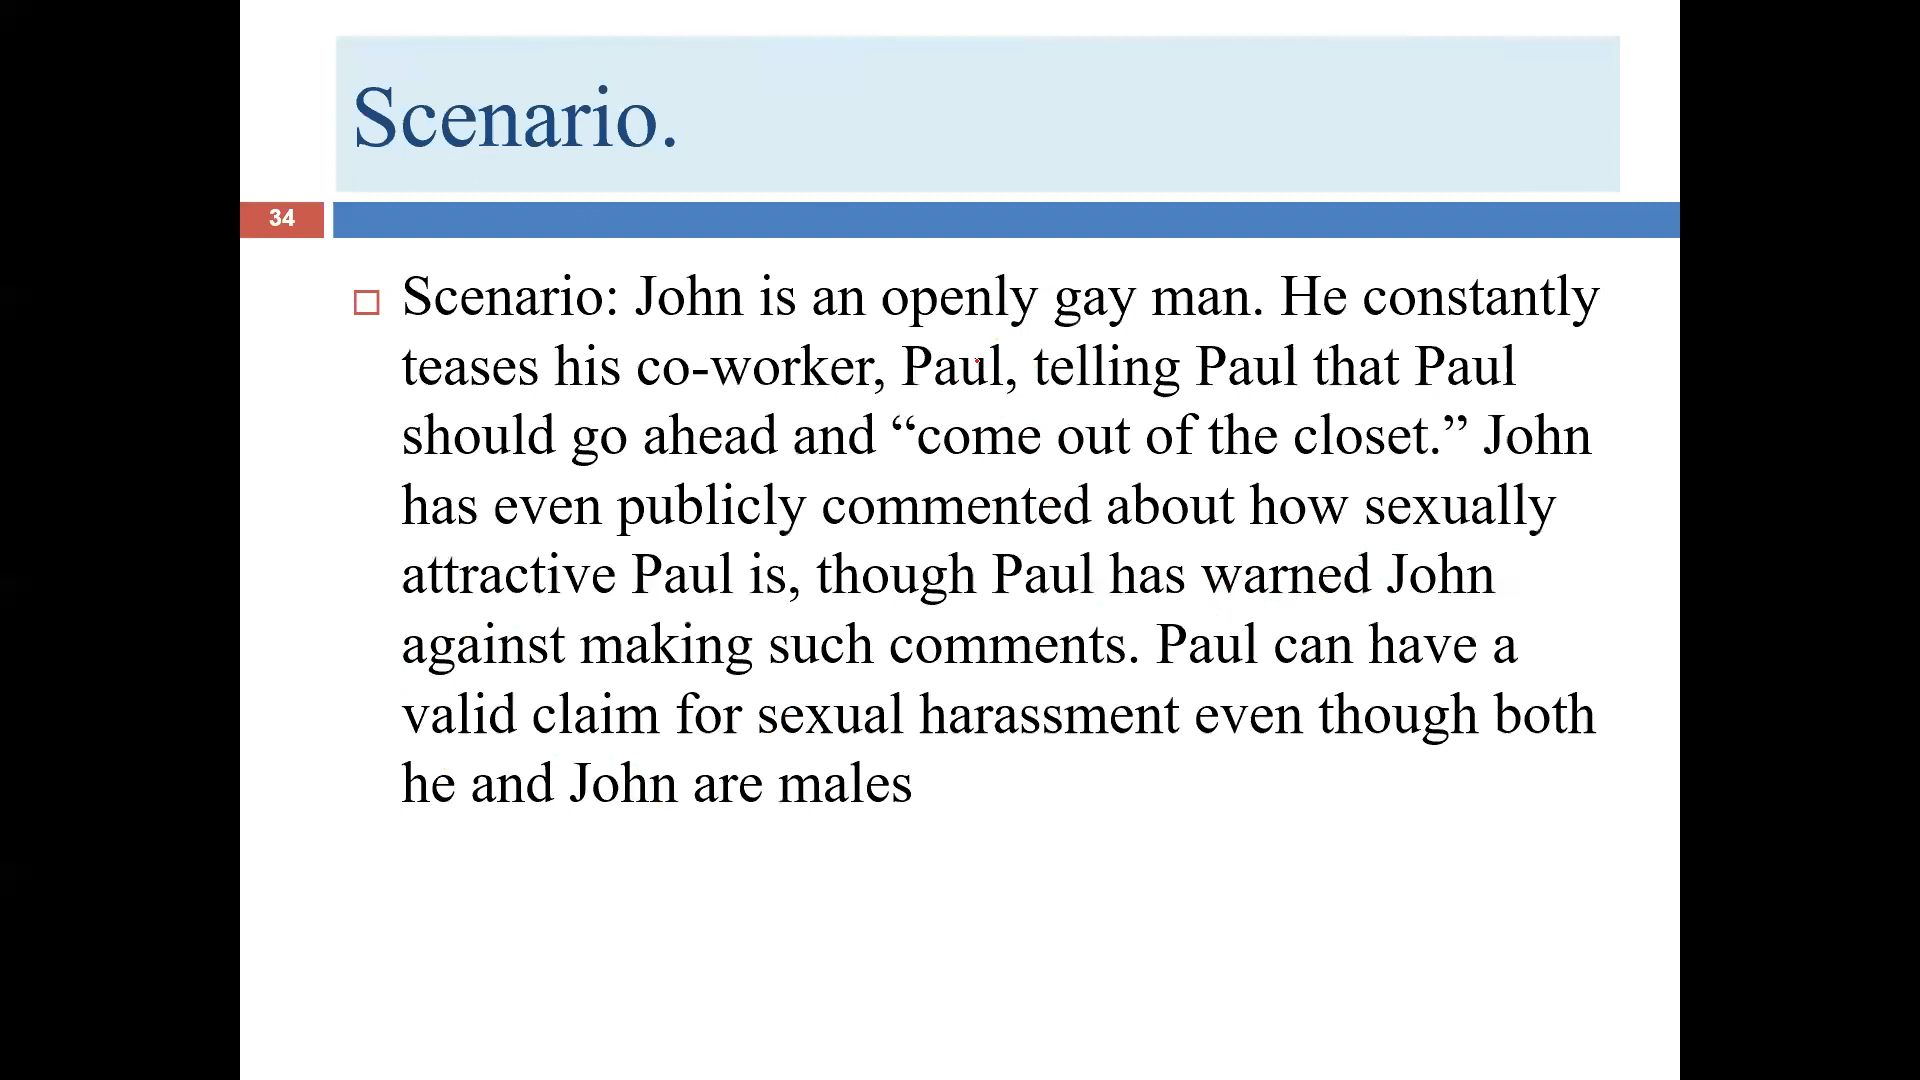 Scenario.
34
Scenario: John is an openly gay man. He constantly
teases his co-worker, Paul, telling Paul that Paul
should go ahead and “come out of the closet.” John
has even publicly commented about how sexually
attractive Paul is, though Paul has warned John
against making such comments. Paul can have a
valid claim for sexual harassment even though both
he and John are males